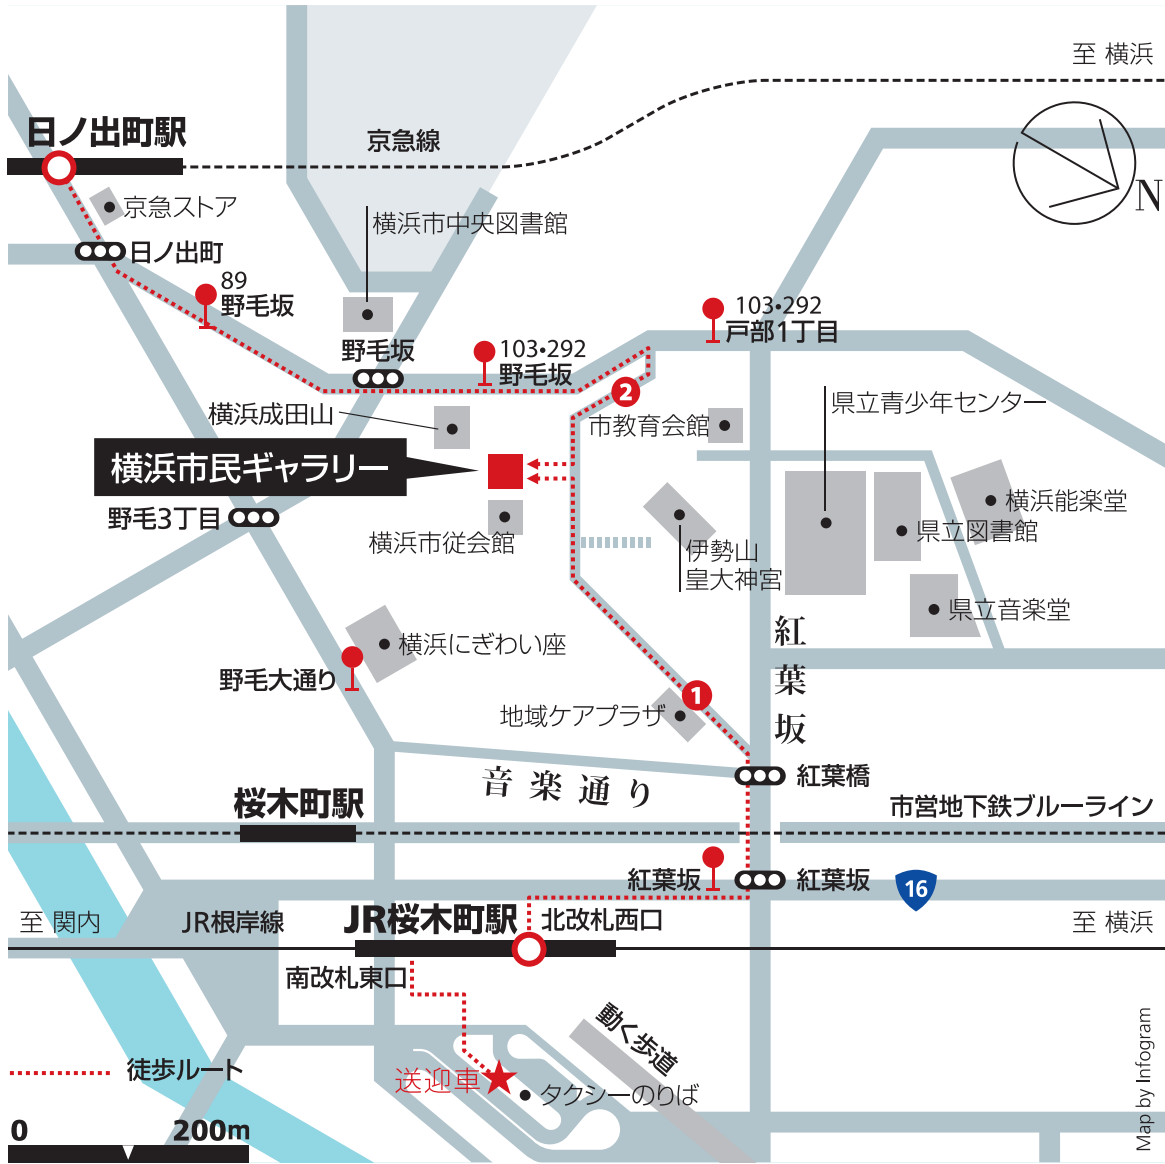 至 横浜
日ノ出町駅
京急線
N
京急ストア
横浜市中央図書館
日ノ出町
89
野毛坂
103•292
戸部1丁目
野毛坂
103•292
野毛坂
2
県立青少年センター
横浜成田山
市教育会館
横浜市民ギャラリー
横浜能楽堂
野毛3丁目
県立図書館
横浜市従会館
伊勢山
皇大神宮
県立音楽堂
紅葉坂
横浜にぎわい座
野毛大通り
1
地域ケアプラザ
音楽通り
紅葉橋
桜木町駅
市営地下鉄ブルーライン
紅葉坂
紅葉坂
16
至 関内
JR根岸線
JR桜木町駅
北改札西口
至 横浜
南改札東口
動く歩道
徒歩ルート
送迎車
タクシーのりば
0
200m
Map by Infogram